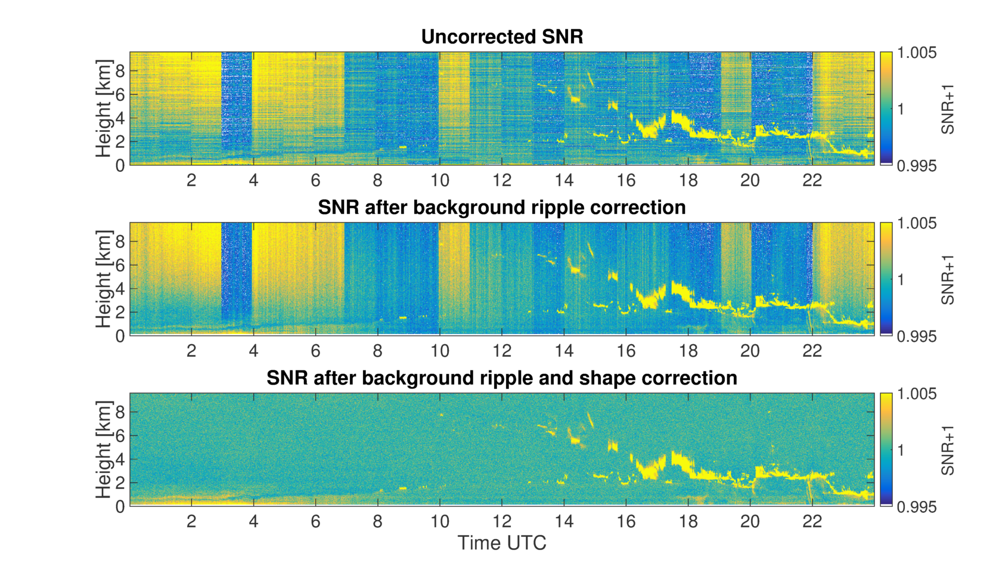 Uncorrected SNR
Height [km]
8
6
4
2
0
2 4 6 8 10 12 14 16 18 20 22
1.005
1
0.995
SNR+1
SNR after background ripple correction
Height [km]
8
6
4
2
0
2 4 6 8 10 12 14 16 18 20 22
1.005
1
0.995
SNR+1
SNR after background ripple and shape correction
Height [km]
8
6
4
2
0
2 4 6 8 10 12 14 16 18 20 22
1.005
1
0.995
SNR+1
Time UTC